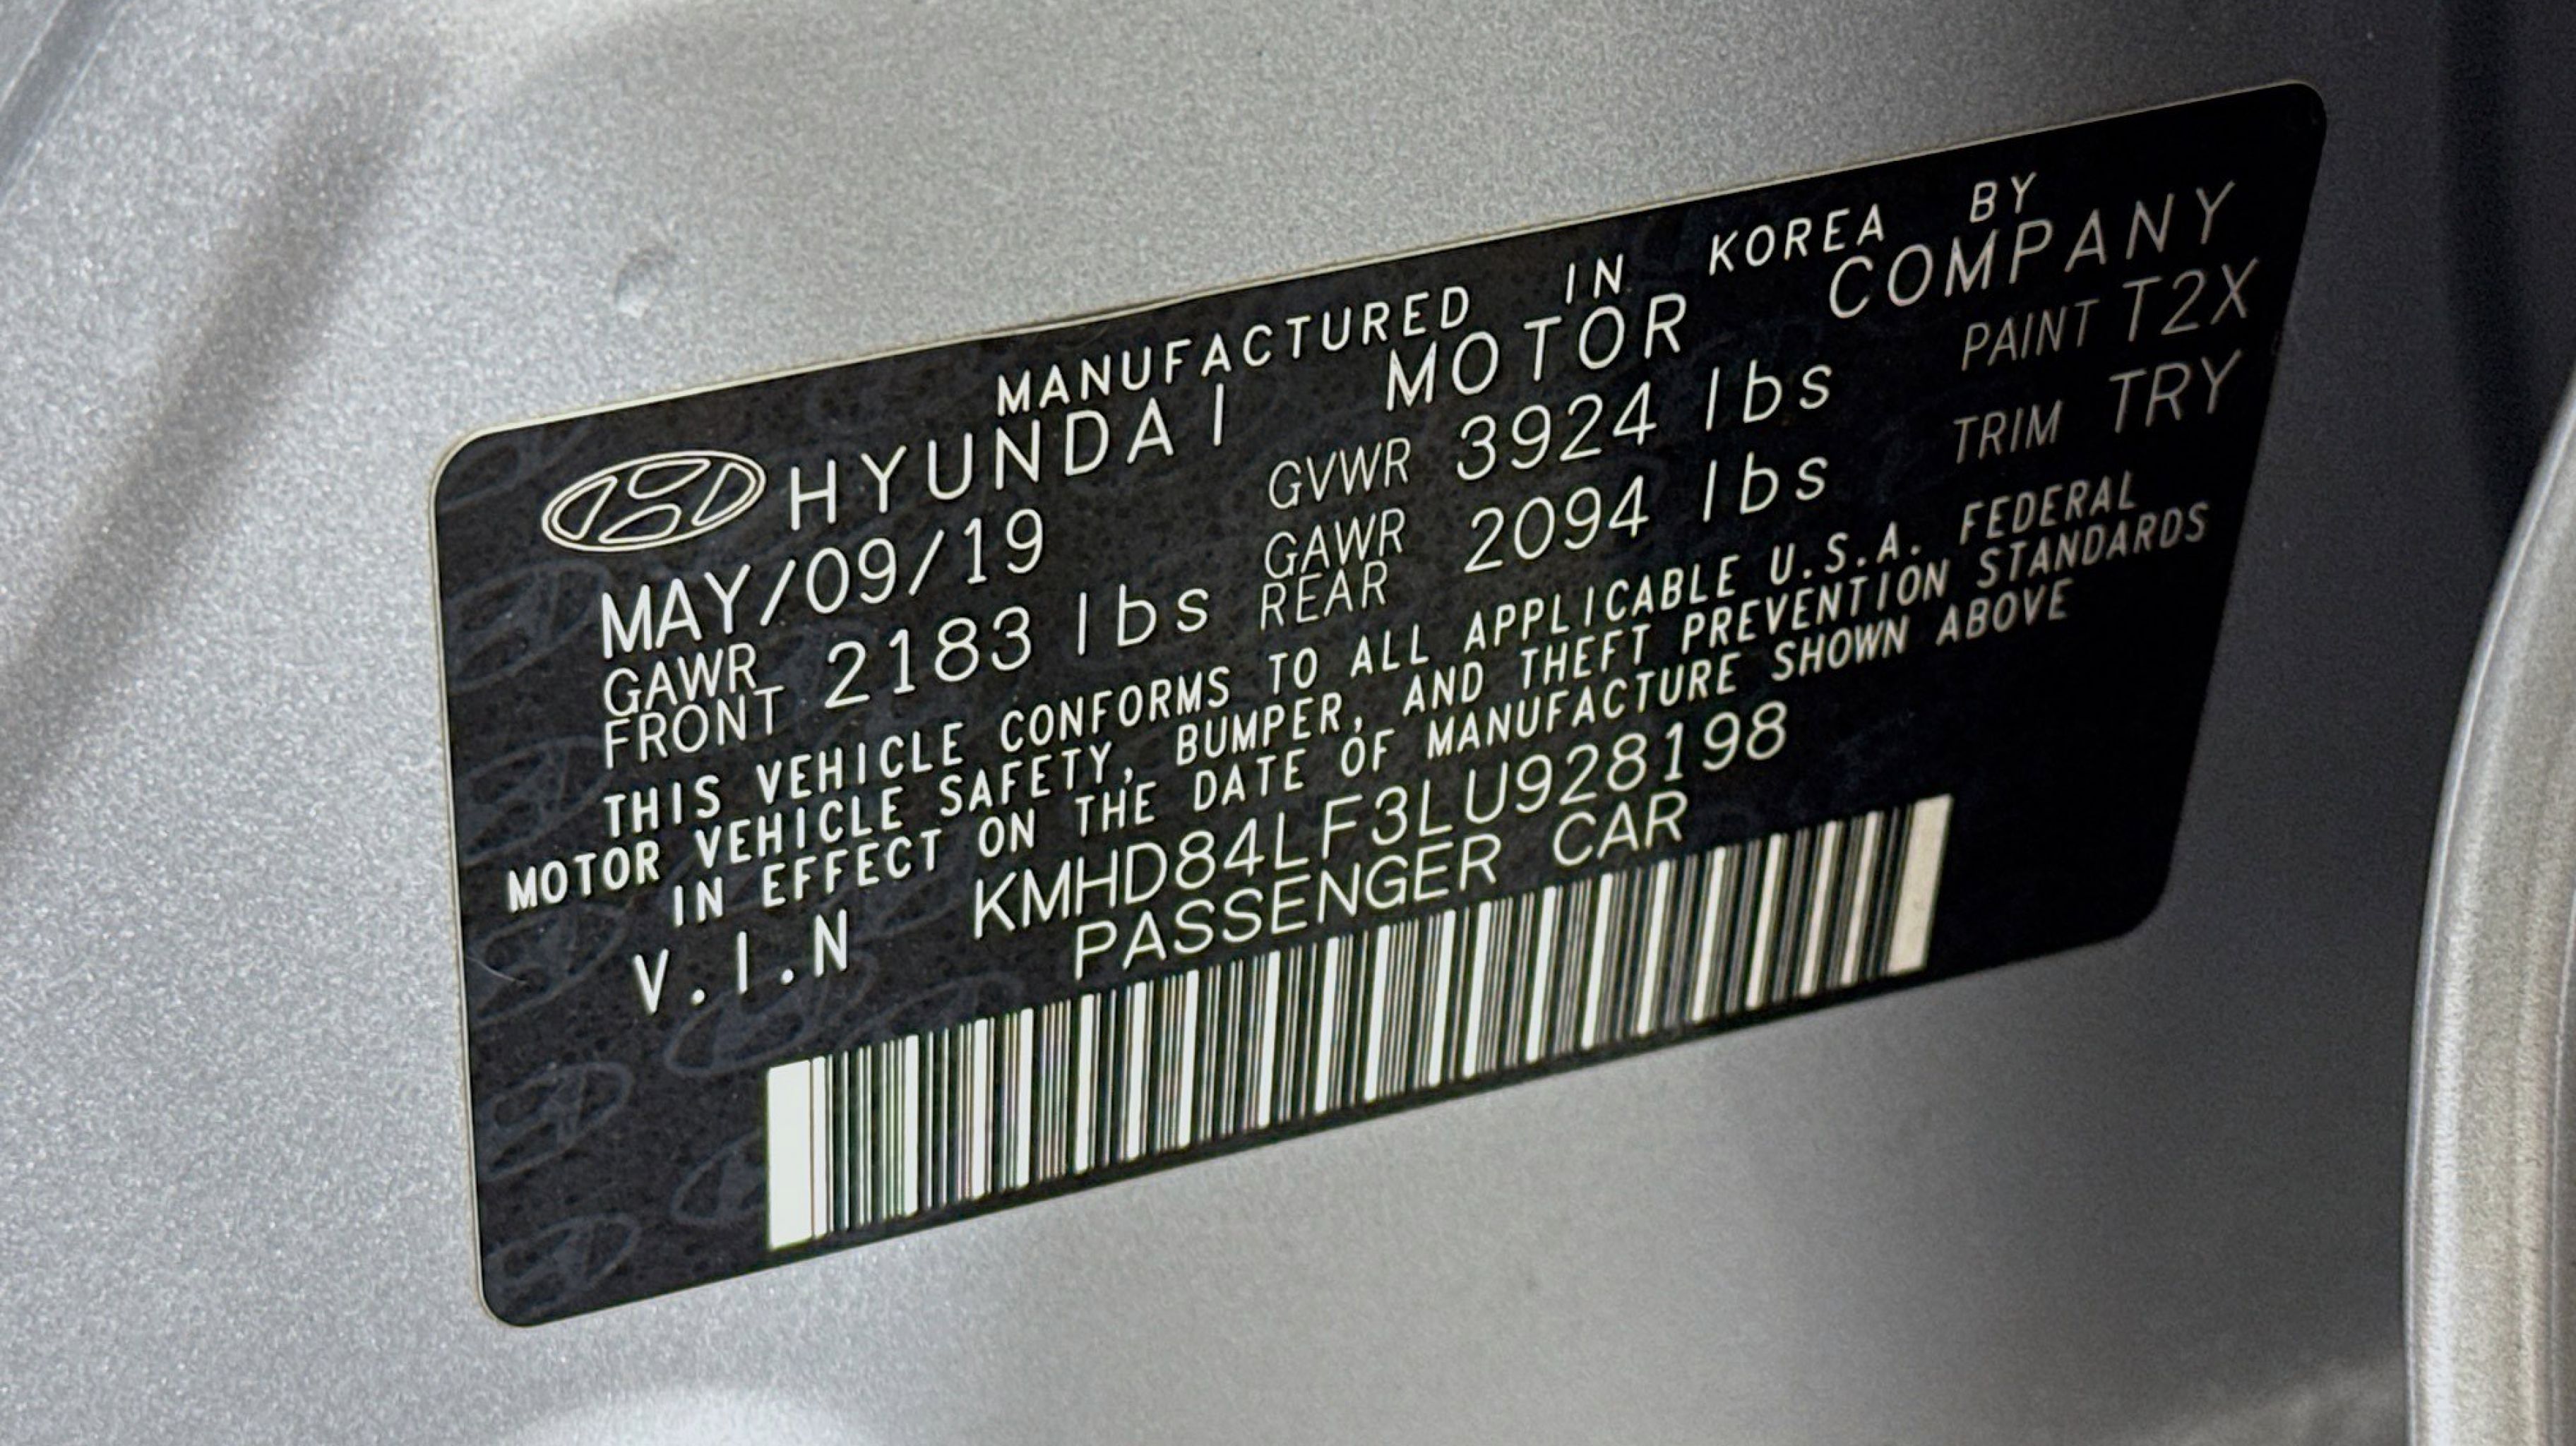 MANUFACTURED IN KOREA BY
HYUNDAI MOTOR COMPANY
MAY/09/19 GVWR 3924 lbs PAINT T2X
GAWR FRONT 2183 lbs GAWR REAR 2094 lbs TRIM TRY
THIS VEHICLE CONFORMS TO ALL APPLICABLE U.S.A. FEDERAL
MOTOR VEHICLE SAFETY, BUMPER, AND THEFT PREVENTION STANDARDS
IN EFFECT ON THE DATE OF MANUFACTURE SHOWN ABOVE
V.I.N KMHD84LF3LU928198
PASSENGER CAR